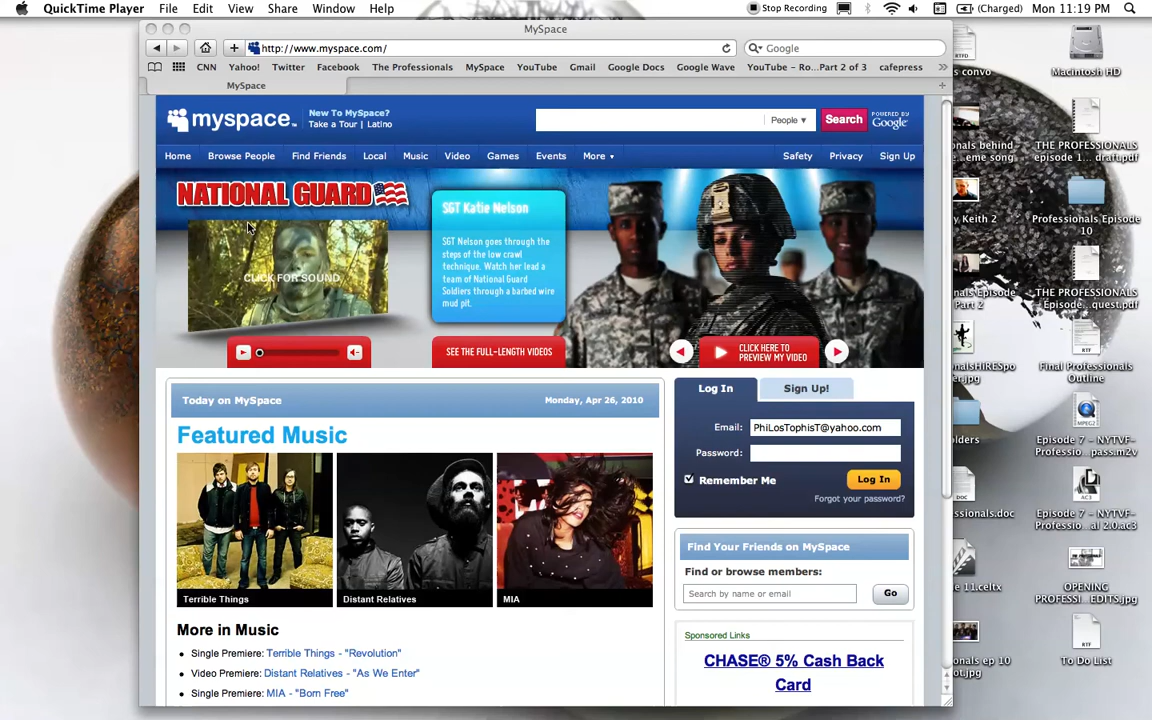 QuickTime Player File Edit View Share Window Help
Stop Recording (Charged) Mon 11:19 PM
MySpace
http://www.myspace.com/
Google
CNN Yahoo! Twitter Facebook The Professionals MySpace YouTube Gmail Google Docs Google Wave YouTube - Ro...Part 2 of 3 cafepress
MySpace
myspace
New To MySpace?
Take a Tour | Latino
People
Search
POWERED BY
Google
Home Browse People Find Friends Local Music Video Games Events More
Safety Privacy Sign Up
NATIONAL GUARD
CLICK FOR SOUND
SGT Katie Nelson
SGT Nelson goes through the
steps of the low crawl
technique. Watch her lead a
team of National Guard
Soldiers through a barbed wire
mud pit.
SEE THE FULL-LENGTH VIDEOS
CLICK HERE TO
PREVIEW MY VIDEO
Today on MySpace
Monday, Apr 26, 2010
Featured Music
Terrible Things
Distant Relatives
MIA
More in Music
Single Premiere: Terrible Things - "Revolution"
Video Premiere: Distant Relatives - "As We Enter"
Single Premiere: MIA - "Born Free"
Log In Sign Up!
Email: PhiLosTophisT@yahoo.com
Password:
Remember Me
Log In
Forgot your password?
Find Your Friends on MySpace
Find or browse members:
Search by name or email
Go
Sponsored Links
CHASE® 5% Cash Back
Card
s convo
nals behind
...eme song
y Keith 2
nals Episode
Part 2
nalsHIRESpo
er.jpg
olders
ssionals.doc
e 11.celtx
onals ep 10
oot.jpg
Macintosh HD
THE PROFESSIONALS
episode 1... draft.pdf
Professionals Episode
10
THE PROFESSIONALS
Episode...quest.pdf
RTF
Final Professionals
Outline
MPEG2
Episode 7 - NYTVF-
Professio...pass.m2v
DOC
AC3
Episode 7 - NYTVF-
Professio...al 2.0.ac3
OPENING
PROFESSI...EDITS.jpg
RTF
To Do List